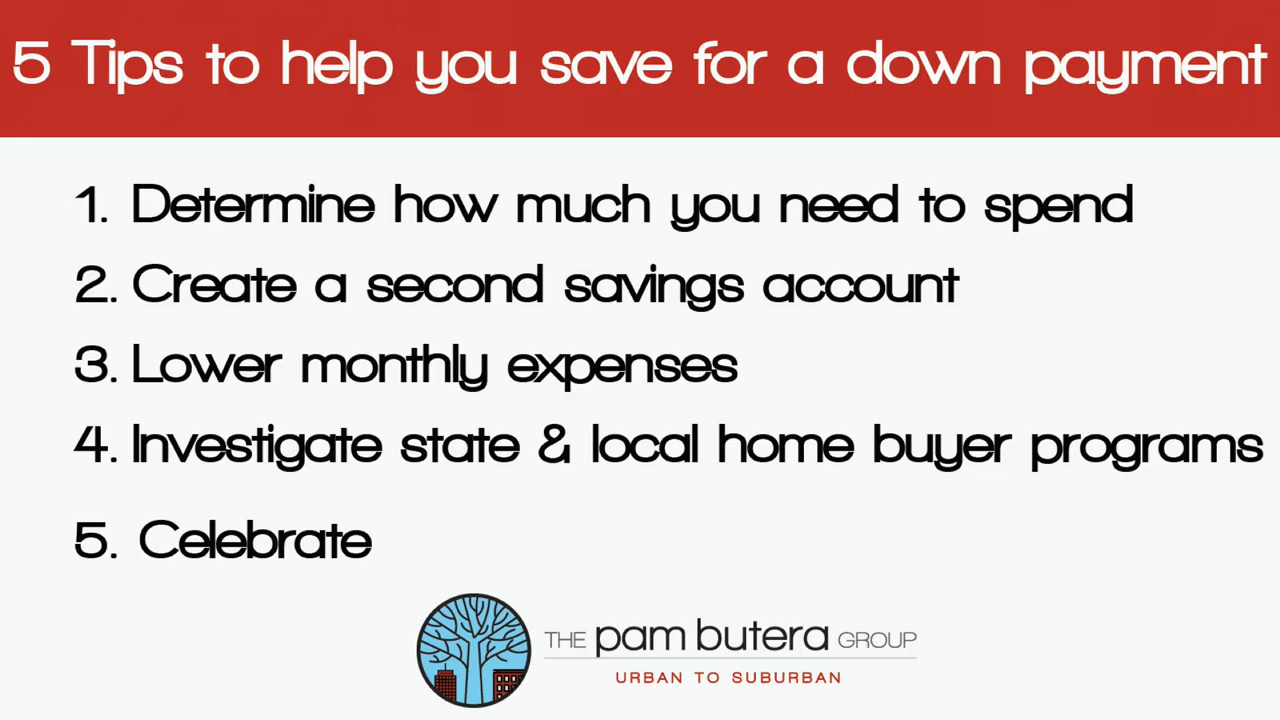 5 Tips to help you save for a down payment
1. Determine how much you need to spend
2. Create a second savings account
3. Lower monthly expenses
4. Investigate state & local home buyer programs
5. Celebrate
THE pam butera GROUP
URBAN TO SUBURBAN